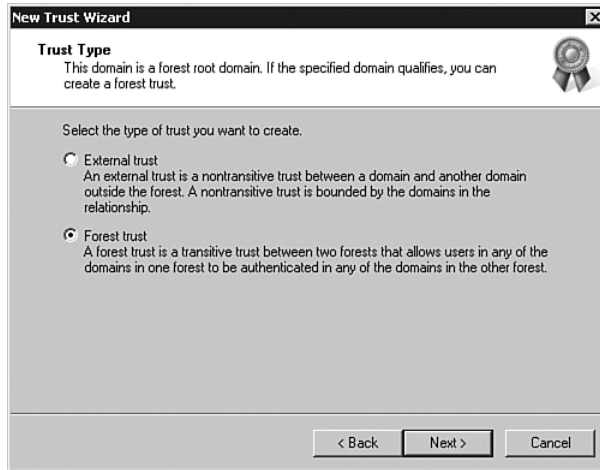 New Trust Wizard
Trust Type
This domain is a forest root domain. If the specified domain qualifies, you can
create a forest trust.
Select the type of trust you want to create.
External trust
An external trust is a nontransitive trust between a domain and another domain
outside the forest. A nontransitive trust is bounded by the domains in the
relationship.
Forest trust
A forest trust is a transitive trust between two forests that allows users in any of the
domains in one forest to be authenticated in any of the domains in the other forest.
< Back
Next >
Cancel